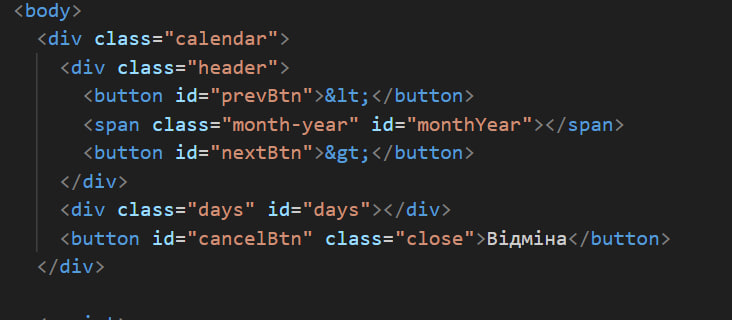 <body>
<div class="calendar">
<div class="header">
<button id="prevBtn">&lt;</button>
<span class="month-year" id="monthYear"></span>
<button id="nextBtn">&gt;</button>
</div>
<div class="days" id="days"></div>
<button id="cancelBtn" class="close">Відміна</button>
</div>